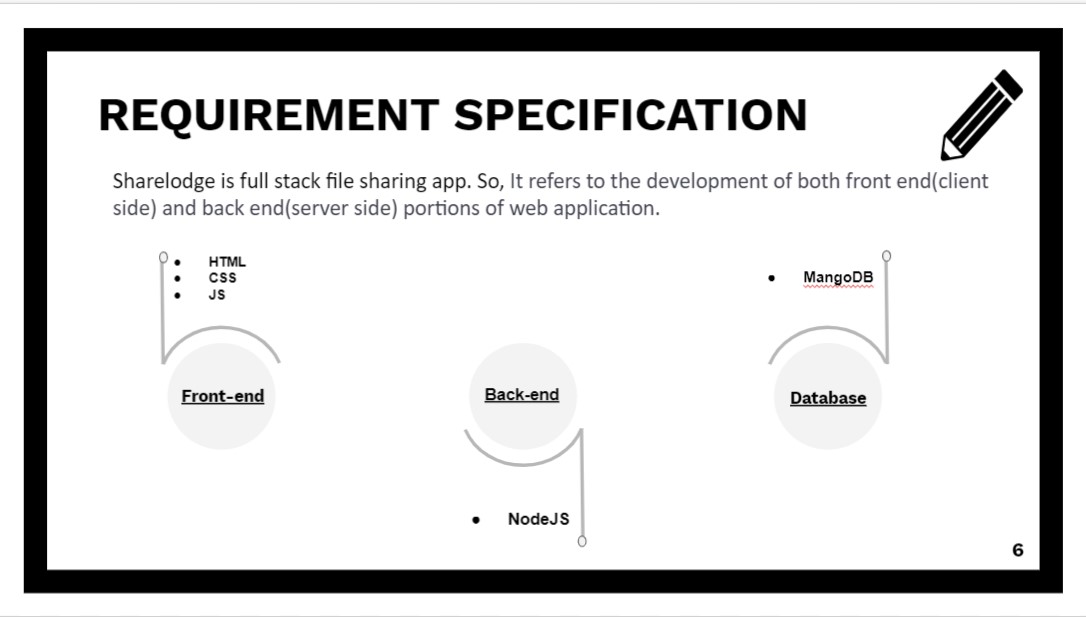 REQUIREMENT SPECIFICATION
Sharelodge is full stack file sharing app. So, It refers to the development of both front end(client
side) and back end(server side) portions of web application.
● HTML
● CSS
● JS
● MangoDB
Front-end
Back-end
Database
● NodeJS
6